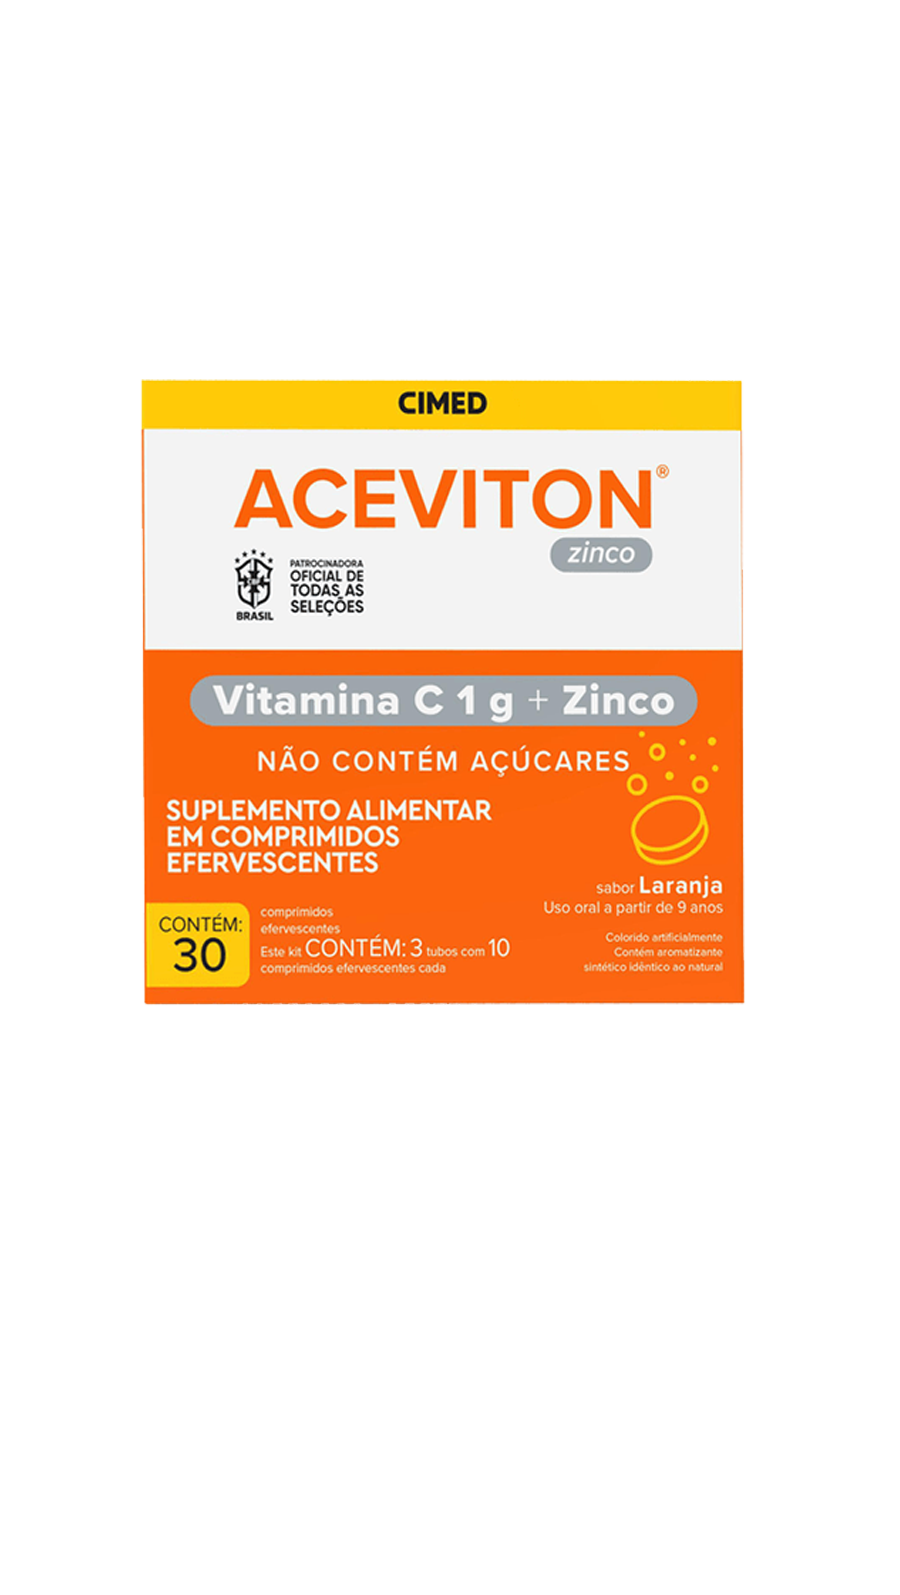 CIMED
ACEVITON®
zinco
BRASIL
PATROCINADORA
OFICIAL DE
TODAS AS
SELEÇÕES
Vitamina C 1 g + Zinco
NÃO CONTÉM AÇÚCARES
SUPLEMENTO ALIMENTAR
EM COMPRIMIDOS
EFERVESCENTES
sabor Laranja
Uso oral a partir de 9 anos
CONTÉM:
30
comprimidos
efervescentes
Este kit CONTÉM: 3 tubos com 10
comprimidos efervescentes cada
Colorido artificialmente
Contém aromatizante
sintético idêntico ao natural